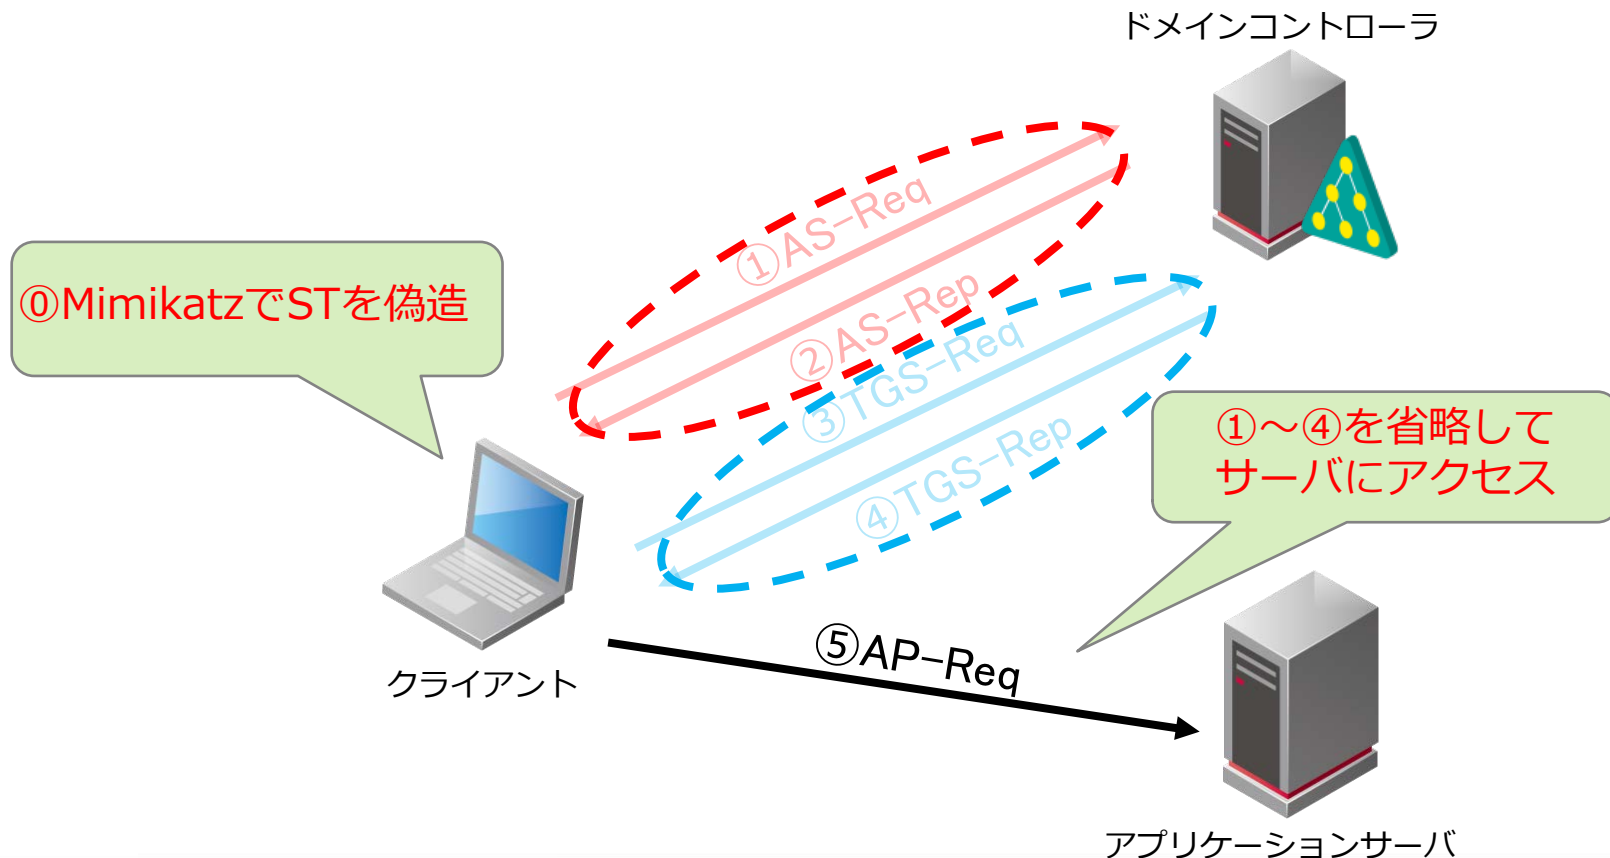 ドメインコントローラ
①AS-Req
②AS-Rep
⓪MimikatzでSTを偽造
③TGS-Req
④TGS-Rep
①～④を省略して
サーバにアクセス
⑤AP-Req
クライアント
アプリケーションサーバ